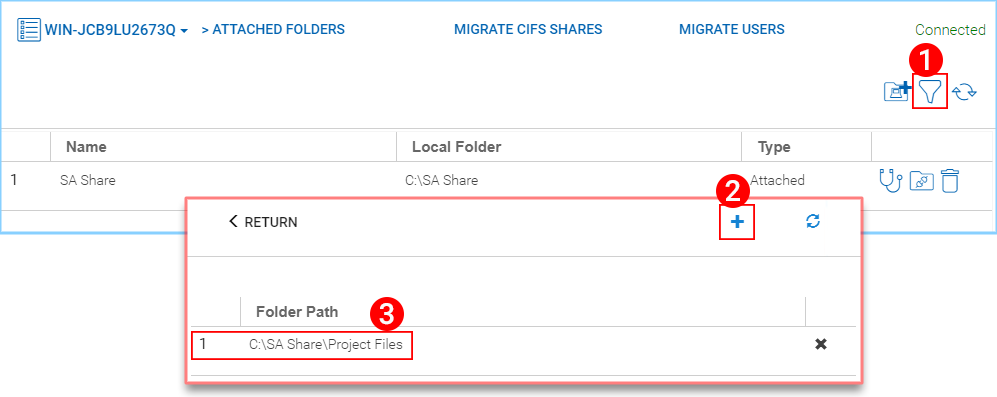 WIN-JCB9LU2673Q > ATTACHED FOLDERS MIGRATE CIFS SHARES MIGRATE USERS Connected
1
Name Local Folder Type
1 SA Share C:\SA Share Attached
2
RETURN
3
Folder Path
1 C:\SA Share\Project Files